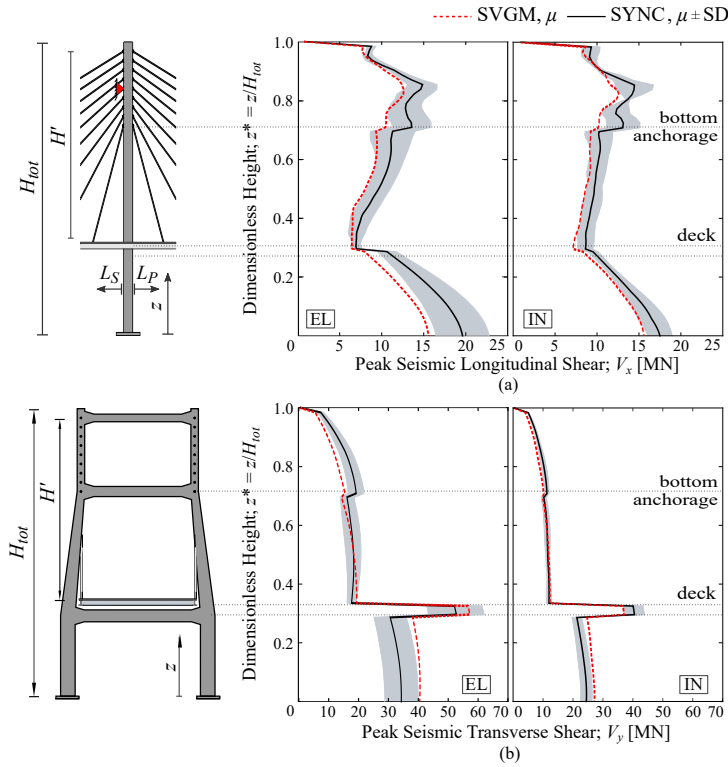 SVGM, μ SYNC, μ ± SD
H_tot
H'
L_S L_P
z
Dimensionless Height; z* = z/H_tot
1.0
0.8
0.6
0.4
0.2
bottom
anchorage
deck
EL
IN
0 5 10 15 20 25
0 5 10 15 20 25
Peak Seismic Longitudinal Shear; V_x [MN]
(a)
H_tot
H'
z
Dimensionless Height; z* = z/H_tot
1.0
0.8
0.6
0.4
0.2
bottom
anchorage
deck
EL
IN
0 10 20 30 40 50 60 70
0 10 20 30 40 50 60 70
Peak Seismic Transverse Shear; V_y [MN]
(b)